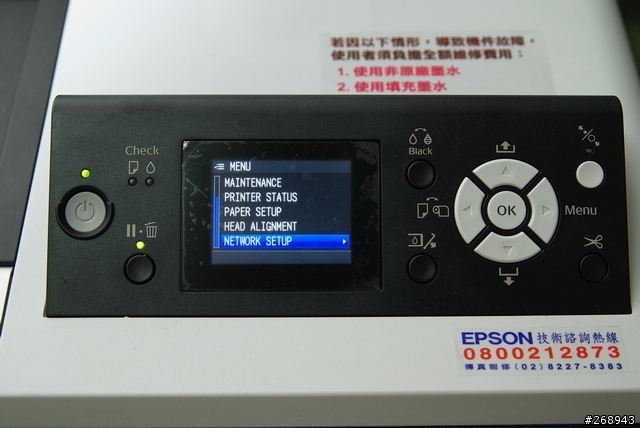 若因以下情形，導致機件故障，
使用者須負擔全額維修費用：
1. 使用非原廠墨水
2. 使用填充墨水
Check
Black
MENU
MAINTENANCE
PRINTER STATUS
PAPER SETUP
HEAD ALIGNMENT
NETWORK SETUP
OK
Menu
EPSON 技術諮詢熱線
0800212873
傳真報修 (02) 8227-8383
#268943